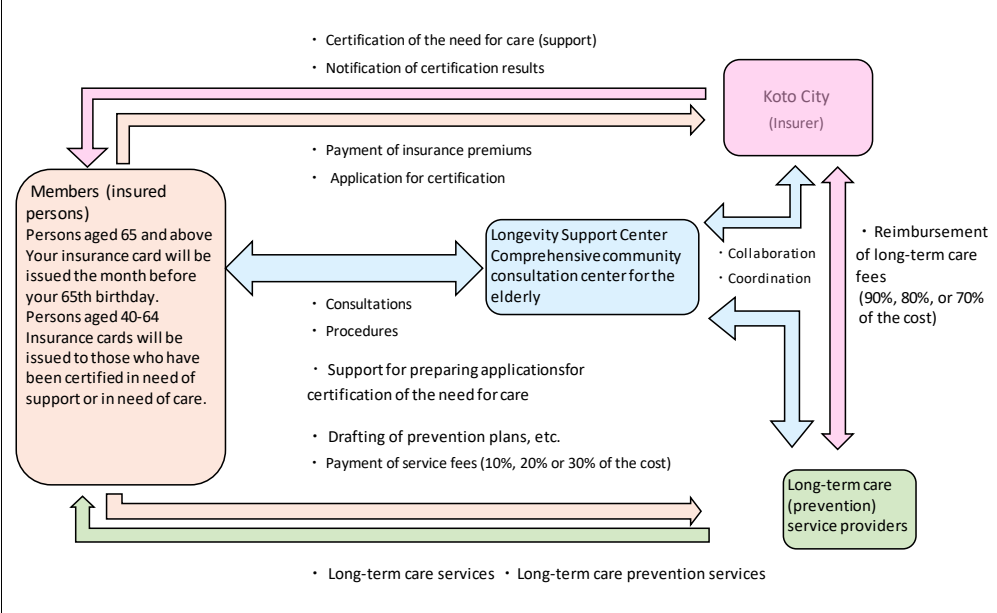 ・ Certification of the need for care (support)
・ Notification of certification results
Koto City
(Insurer)
・ Payment of insurance premiums
・ Application for certification
Members (insured
persons)
Persons aged 65 and above
Your insurance card will be
issued the month before
your 65th birthday.
Persons aged 40-64
Insurance cards will be
issued to those who have
been certified in need of
support or in need of care.
Longevity Support Center
Comprehensive community
consultation center for the
elderly
・ Collaboration
・ Coordination
・ Reimbursement
of long-term care
fees
(90%, 80%, or 70%
of the cost)
・ Consultations
・ Procedures
・ Support for preparing applications for
certification of the need for care
・ Drafting of prevention plans, etc.
・ Payment of service fees (10%, 20% or 30% of the cost)
Long-term care
(prevention)
service providers
・ Long-term care services ・ Long-term care prevention services